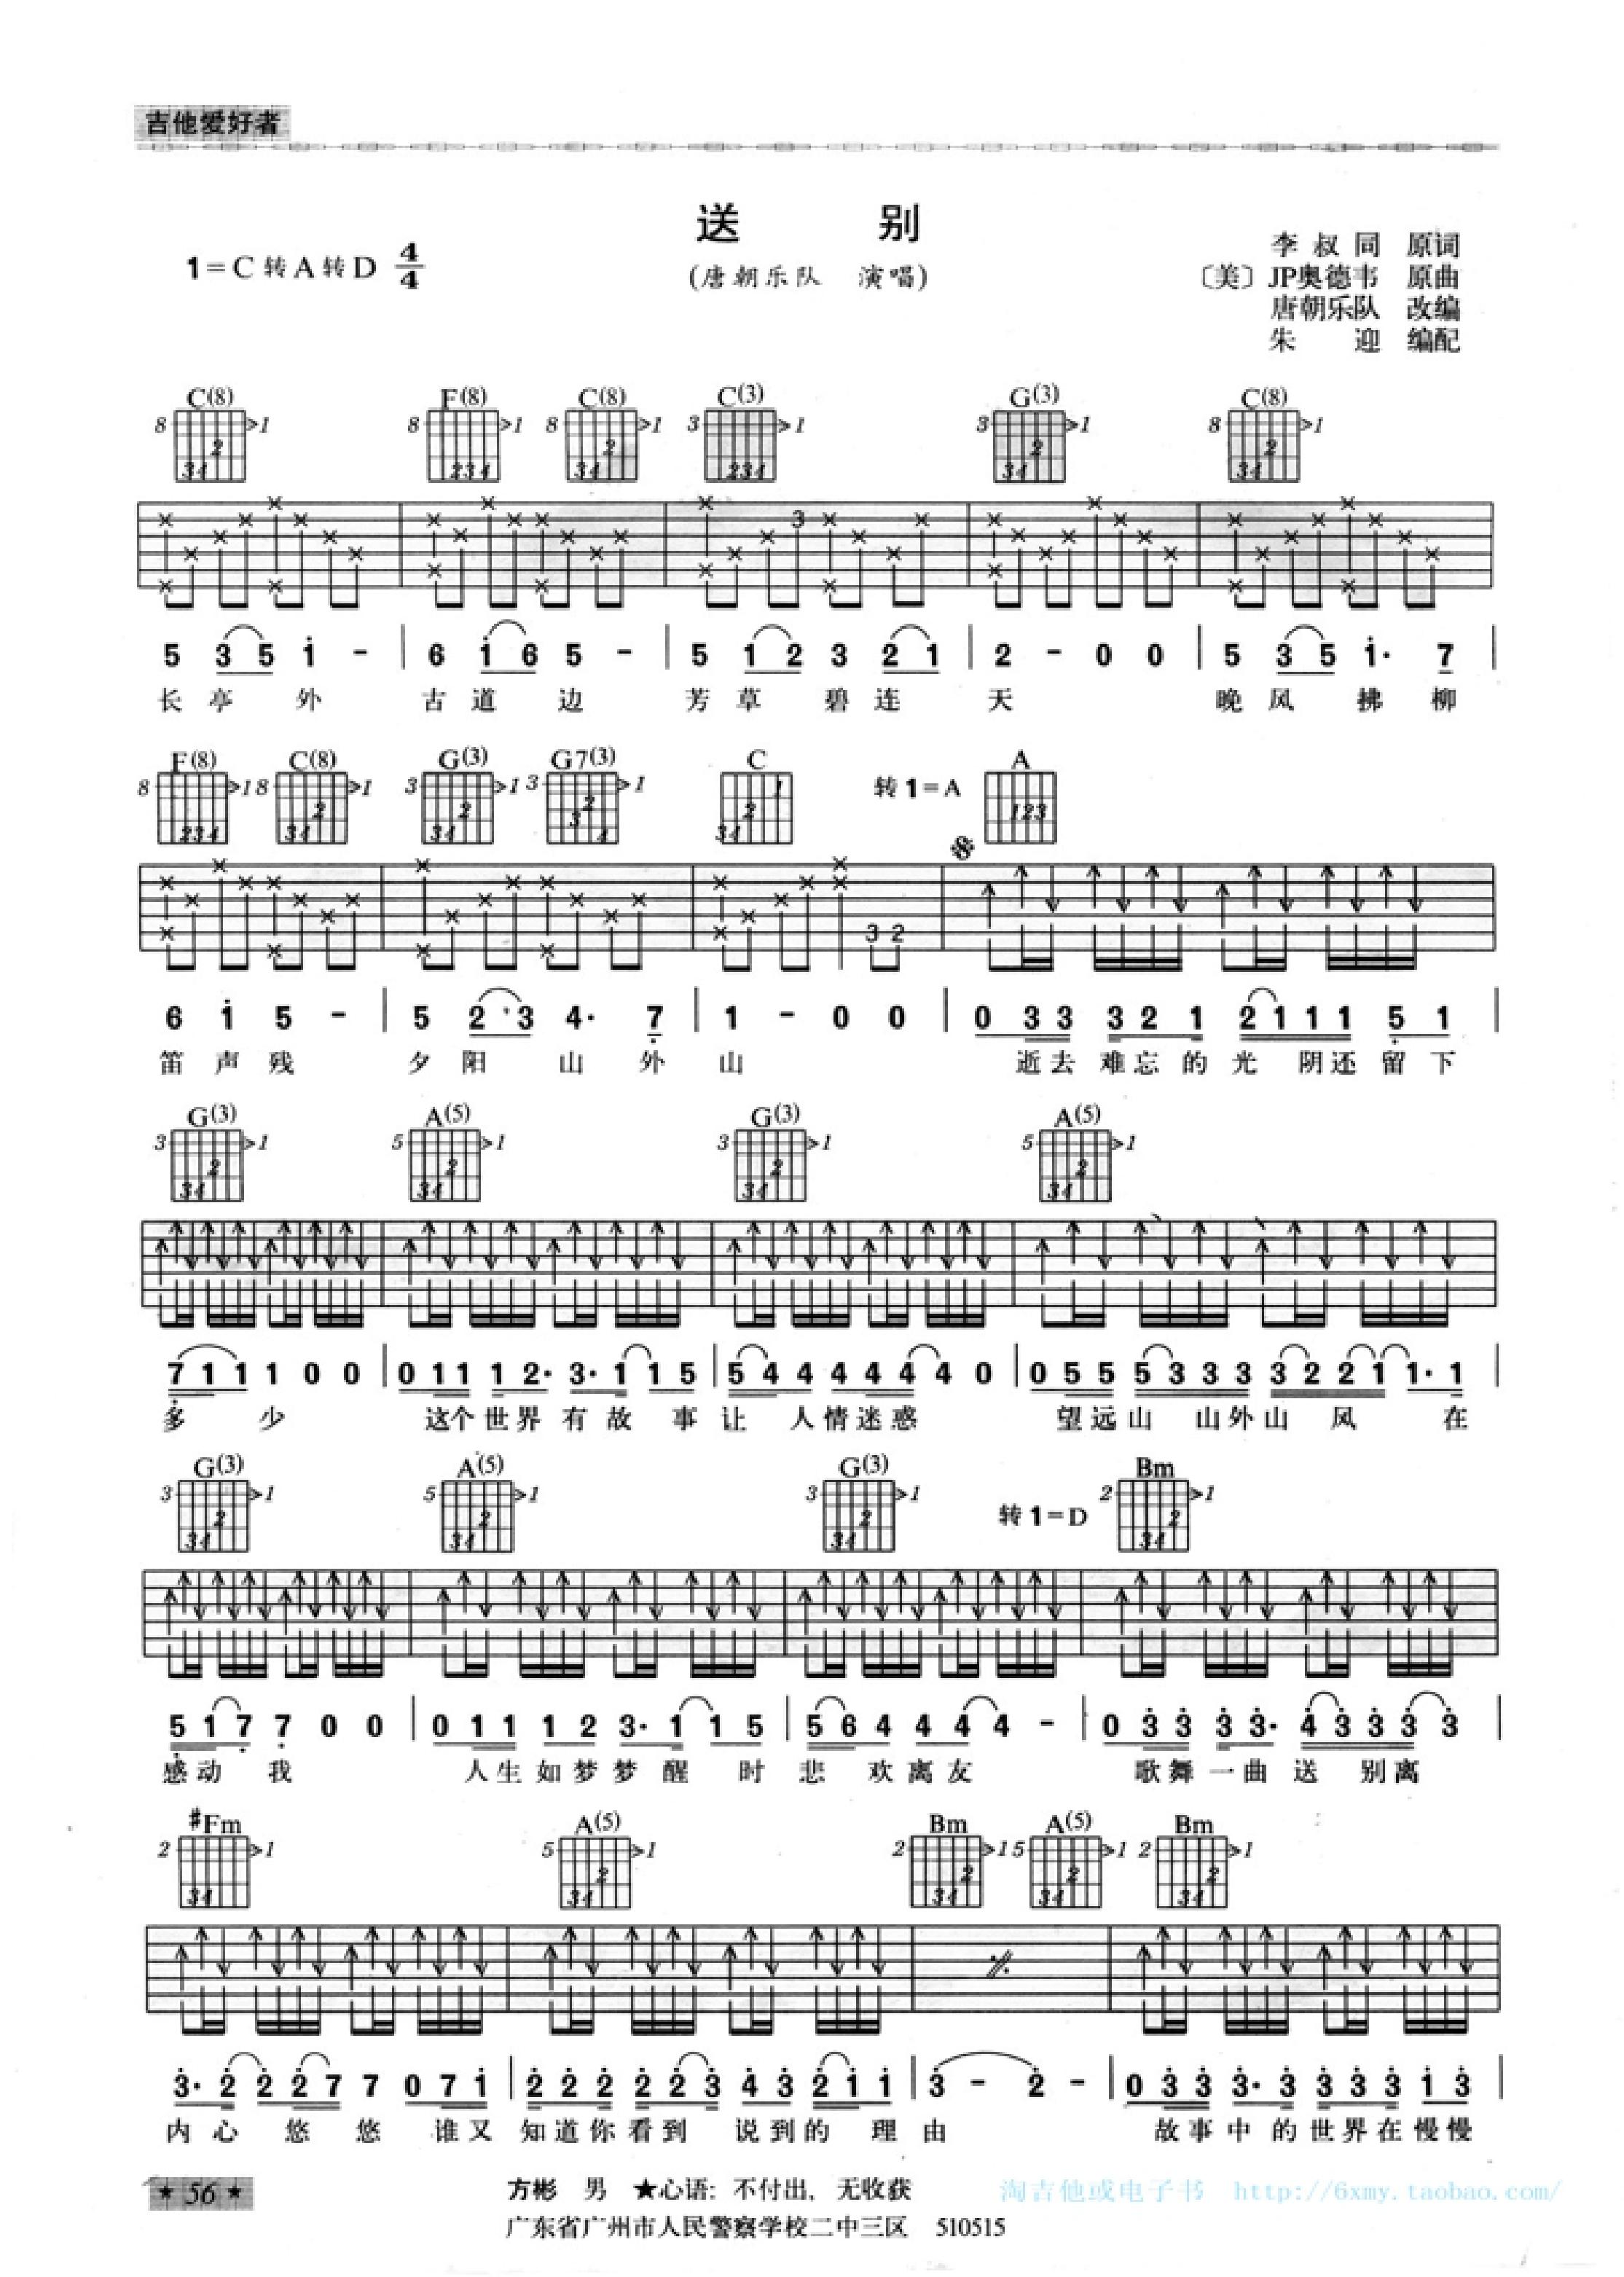 吉他爱好者
送 别
1=C 转 A 转 D 4/4
(唐朝乐队 演唱)
李叔同 原词
〔美〕JP奥德韦 原曲
唐朝乐队 改编
朱迎 编配
C(8) F(8) C(8) C(3) G(3) C(8)
5 3 5 i - | 6 i 6 5 - | 5 1 2 3 2 1 | 2 - 0 0 | 5 3 5 i· 7 |
长 亭 外 古 道 边 芳 草 碧 连 天 晚 风 拂 柳
F(8) C(8) G(3) G7(3) C 转 1=A A
6 i 5 - | 5 2 3 4· 7 | 1 - 0 0 | 0 3 3 3 2 1 2 1 1 1 5 1 |
笛 声 残 夕 阳 山 外 山 逝 去 难 忘 的 光 阴 还 留 下
G(3) A(5) G(3) A(5)
7 1 1 1 0 0 | 0 1 1 1 2· 3· 1 1 5 | 5 4 4 4 4 4 4 4 0 | 0 5 5 5 3 3 3 3 2 2 1 1· 1 |
多 少 这 个 世 界 有 故 事 让 人 情 迷 惑 望 远 山 山 外 山 风 在
G(3) A(5) G(3) 转 1=D Bm
5 1 7 7 0 0 | 0 1 1 1 2 3· 1 1 5 | 5 6 4 4 4 4 - | 0 3 3 3 3· 4 3 3 3 3 |
感 动 我 人 生 如 梦 梦 醒 时 悲 欢 离 友 歌 舞 一 曲 送 别 离
#Fm A(5) Bm A(5) Bm
3· 2 2 2 7 7 0 7 i | 2 2 2 2 2 3 4 3 2 i i | 3 - 2 - | 0 3 3 3· 3 3 3 3 i 3 |
内 心 悠 悠 谁 又 知 道 你 看 到 说 到 的 理 由 故 事 中 的 世 界 在 慢 慢
★ 56 ★
方彬 男 ★心语: 不付出, 无收获
广东省广州市人民警察学校二中三区 510515
淘吉他或电子书 http://6xmy.taobao.com/